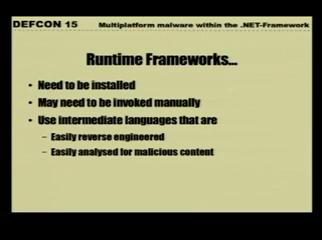 DEFCON 15
Multiplatform malware within the .NET-Framework
Runtime Frameworks...
• Need to be installed
• May need to be invoked manually
• Use intermediate languages that are
– Easily reverse engineered
– Easily analysed for malicious content